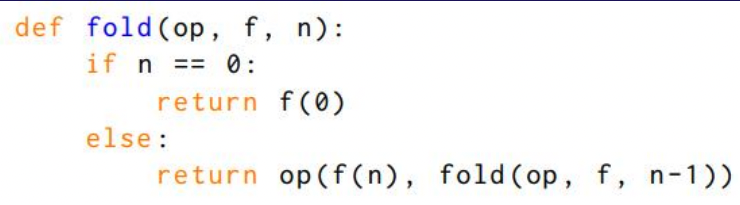 def fold(op, f, n):
    if n == 0:
        return f(0)
    else:
        return op(f(n), fold(op, f, n-1))